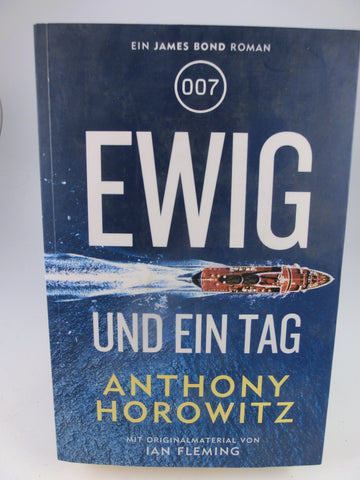 EIN JAMES BOND ROMAN
007
EWIG
UND EIN TAG
ANTHONY
HOROWITZ
MIT ORIGINALMATERIAL VON
IAN FLEMING